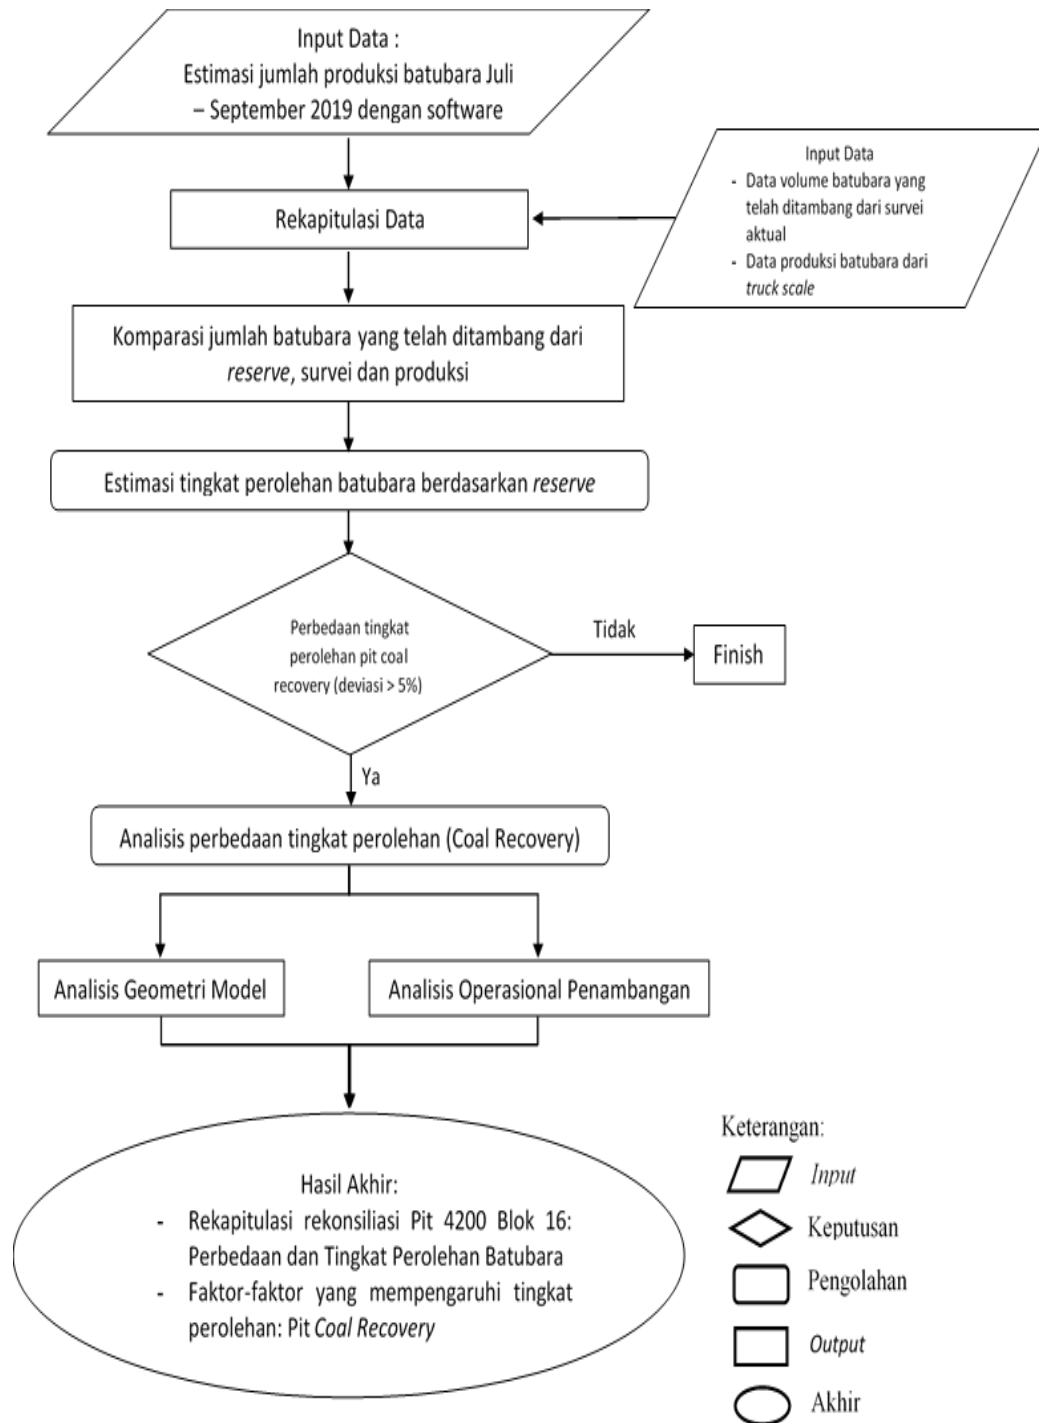 Input Data :
Estimasi jumlah produksi batubara Juli
– September 2019 dengan software
Input Data
- Data volume batubara yang
telah ditambang dari survei
aktual
- Data produksi batubara dari
truck scale
Rekapitulasi Data
Komparasi jumlah batubara yang telah ditambang dari
reserve, survei dan produksi
Estimasi tingkat perolehan batubara berdasarkan reserve
Perbedaan tingkat
perolehan pit coal
recovery (deviasi > 5%)
Tidak
Finish
Ya
Analisis perbedaan tingkat perolehan (Coal Recovery)
Analisis Geometri Model
Analisis Operasional Penambangan
Hasil Akhir:
- Rekapitulasi rekonsiliasi Pit 4200 Blok 16:
Perbedaan dan Tingkat Perolehan Batubara
- Faktor-faktor yang mempengaruhi tingkat
perolehan: Pit Coal Recovery
Keterangan:
Input
Keputusan
Pengolahan
Output
Akhir